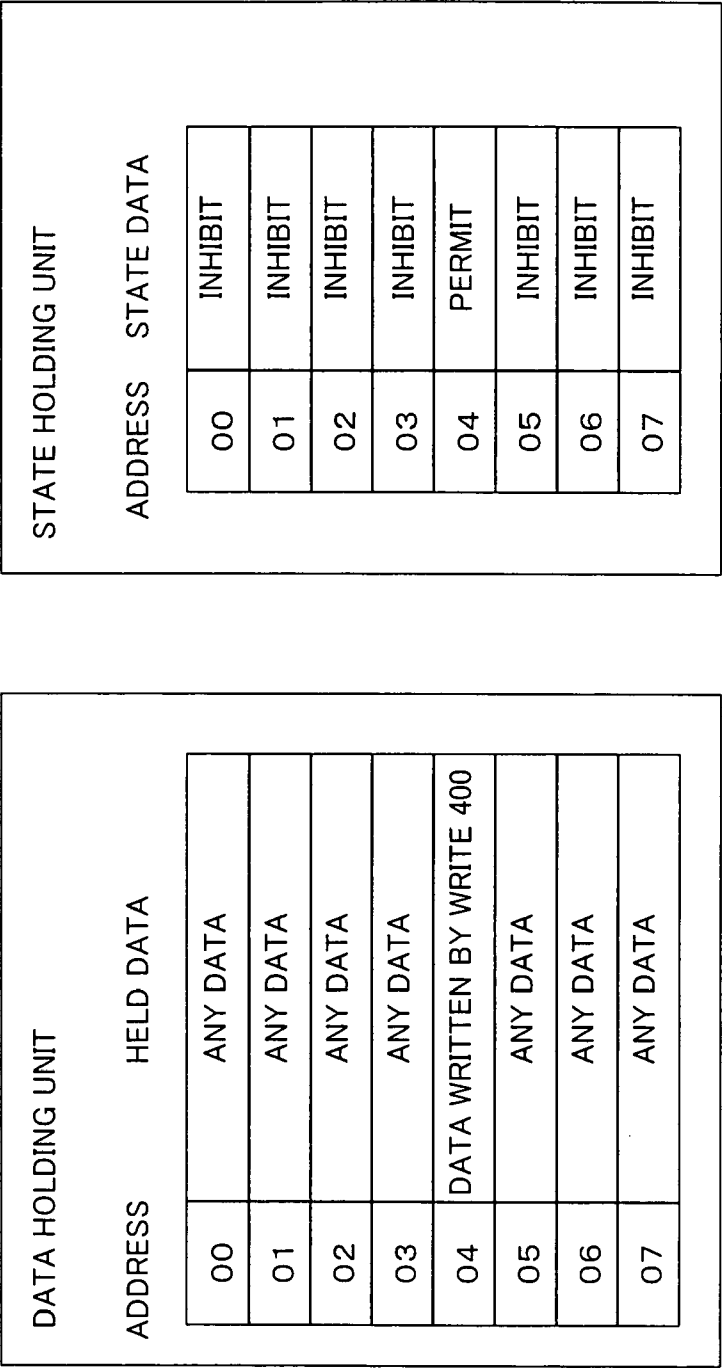 DATA HOLDING UNIT
ADDRESS HELD DATA
00 ANY DATA
01 ANY DATA
02 ANY DATA
03 ANY DATA
04 DATA WRITTEN BY WRITE 400
05 ANY DATA
06 ANY DATA
07 ANY DATA
STATE HOLDING UNIT
ADDRESS STATE DATA
00 INHIBIT
01 INHIBIT
02 INHIBIT
03 INHIBIT
04 PERMIT
05 INHIBIT
06 INHIBIT
07 INHIBIT